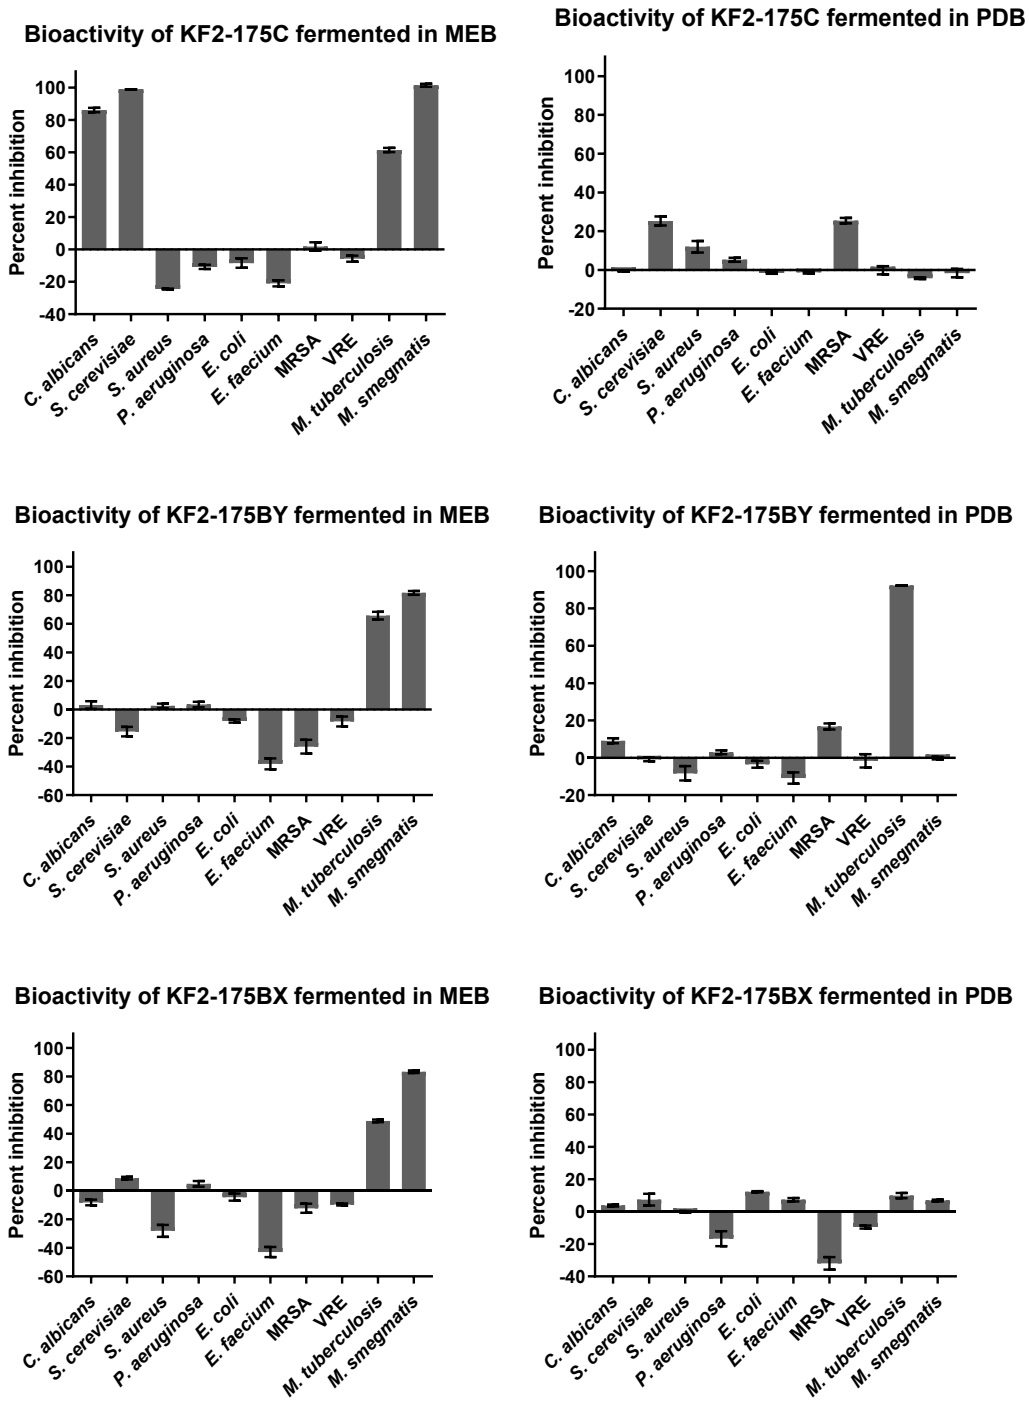 Bioactivity of KF2-175C fermented in MEB
Percent inhibition
100
80
60
40
20
0
-20
-40
C. albicans
S. cerevisiae
S. aureus
P. aeruginosa
E. coli
E. faecium
MRSA
VRE
M. tuberculosis
M. smegmatis
Bioactivity of KF2-175C fermented in PDB
Percent inhibition
100
80
60
40
20
0
-20
C. albicans
S. cerevisiae
S. aureus
P. aeruginosa
E. coli
E. faecium
MRSA
VRE
M. tuberculosis
M. smegmatis
Bioactivity of KF2-175BY fermented in MEB
Percent inhibition
100
80
60
40
20
0
-20
-40
-60
C. albicans
S. cerevisiae
S. aureus
P. aeruginosa
E. coli
E. faecium
MRSA
VRE
M. tuberculosis
M. smegmatis
Bioactivity of KF2-175BY fermented in PDB
Percent inhibition
100
80
60
40
20
0
-20
C. albicans
S. cerevisiae
S. aureus
P. aeruginosa
E. coli
E. faecium
MRSA
VRE
M. tuberculosis
M. smegmatis
Bioactivity of KF2-175BX fermented in MEB
Percent inhibition
100
80
60
40
20
0
-20
-40
-60
C. albicans
S. cerevisiae
S. aureus
P. aeruginosa
E. coli
E. faecium
MRSA
VRE
M. tuberculosis
M. smegmatis
Bioactivity of KF2-175BX fermented in PDB
Percent inhibition
100
80
60
40
20
0
-20
-40
C. albicans
S. cerevisiae
S. aureus
P. aeruginosa
E. coli
E. faecium
MRSA
VRE
M. tuberculosis
M. smegmatis